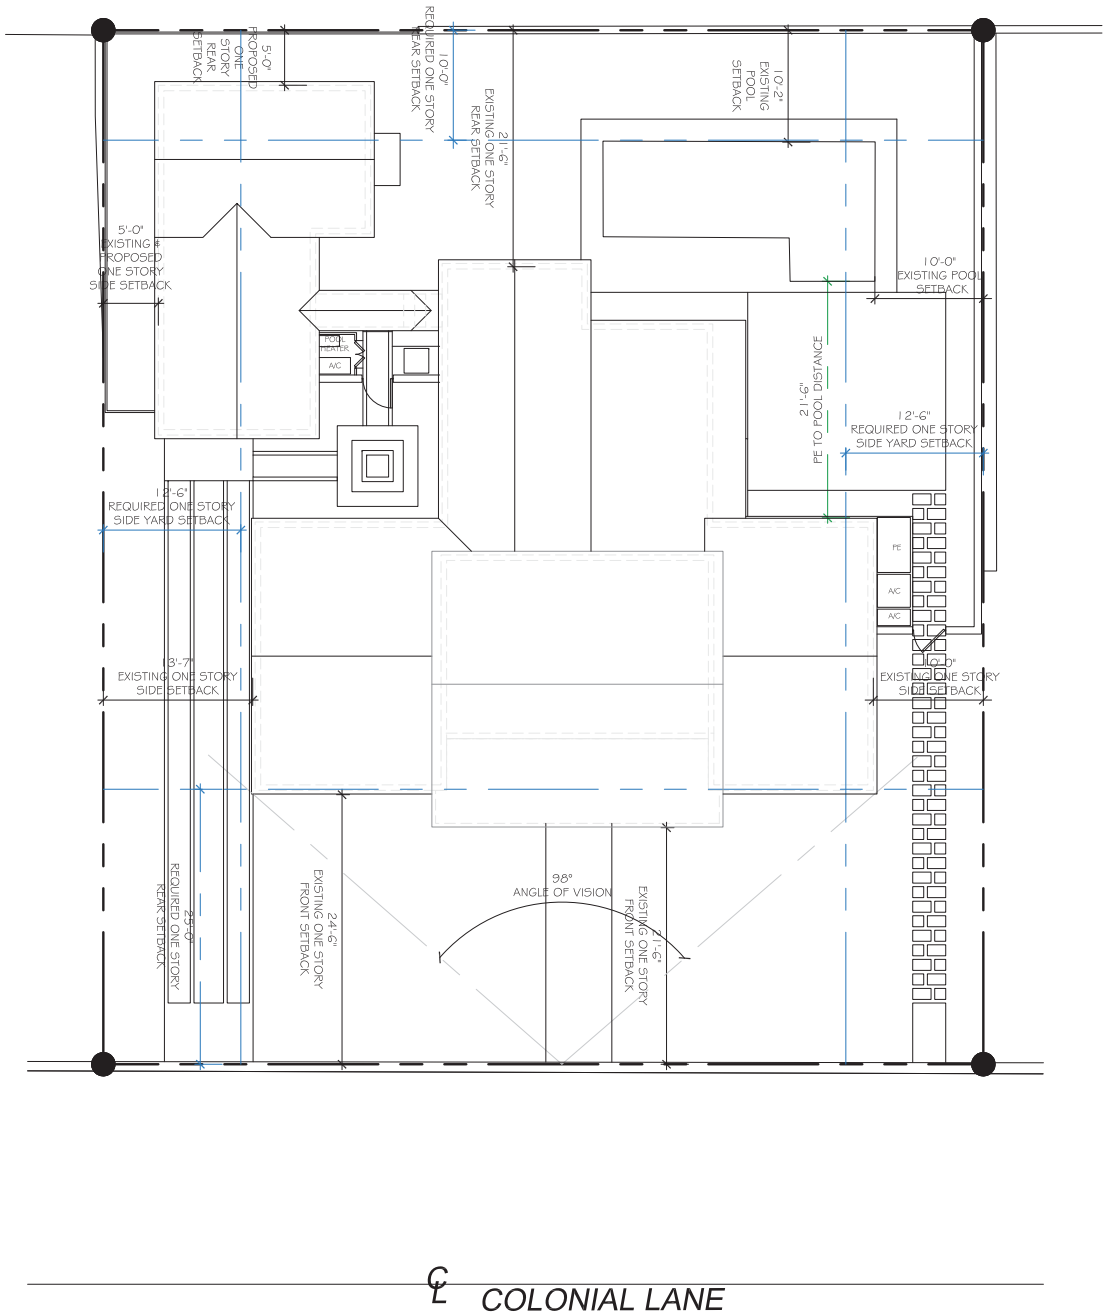 5'-0"
PROPOSED
ONE
STORY
REAR
SETBACK
10'-0"
REQUIRED ONE STORY
REAR SETBACK
21'-6"
EXISTING ONE STORY
REAR SETBACK
10'-2"
EXISTING
POOL
SETBACK
5'-0"
EXISTING &
PROPOSED
ONE STORY
SIDE SETBACK
10'-0"
EXISTING POOL
SETBACK
POOL
HEATER
A/C
21'-6"
PE TO POOL DISTANCE
12'-6"
REQUIRED ONE STORY
SIDE YARD SETBACK
12'-6"
REQUIRED ONE STORY
SIDE YARD SETBACK
PE
A/C
A/C
13'-7"
EXISTING ONE STORY
SIDE SETBACK
10'-0"
EXISTING ONE STORY
SIDE SETBACK
25'-0"
REQUIRED ONE STORY
REAR SETBACK
24'-6"
EXISTING ONE STORY
FRONT SETBACK
98°
ANGLE OF VISION
21'-6"
EXISTING ONE STORY
FRONT SETBACK
CL COLONIAL LANE